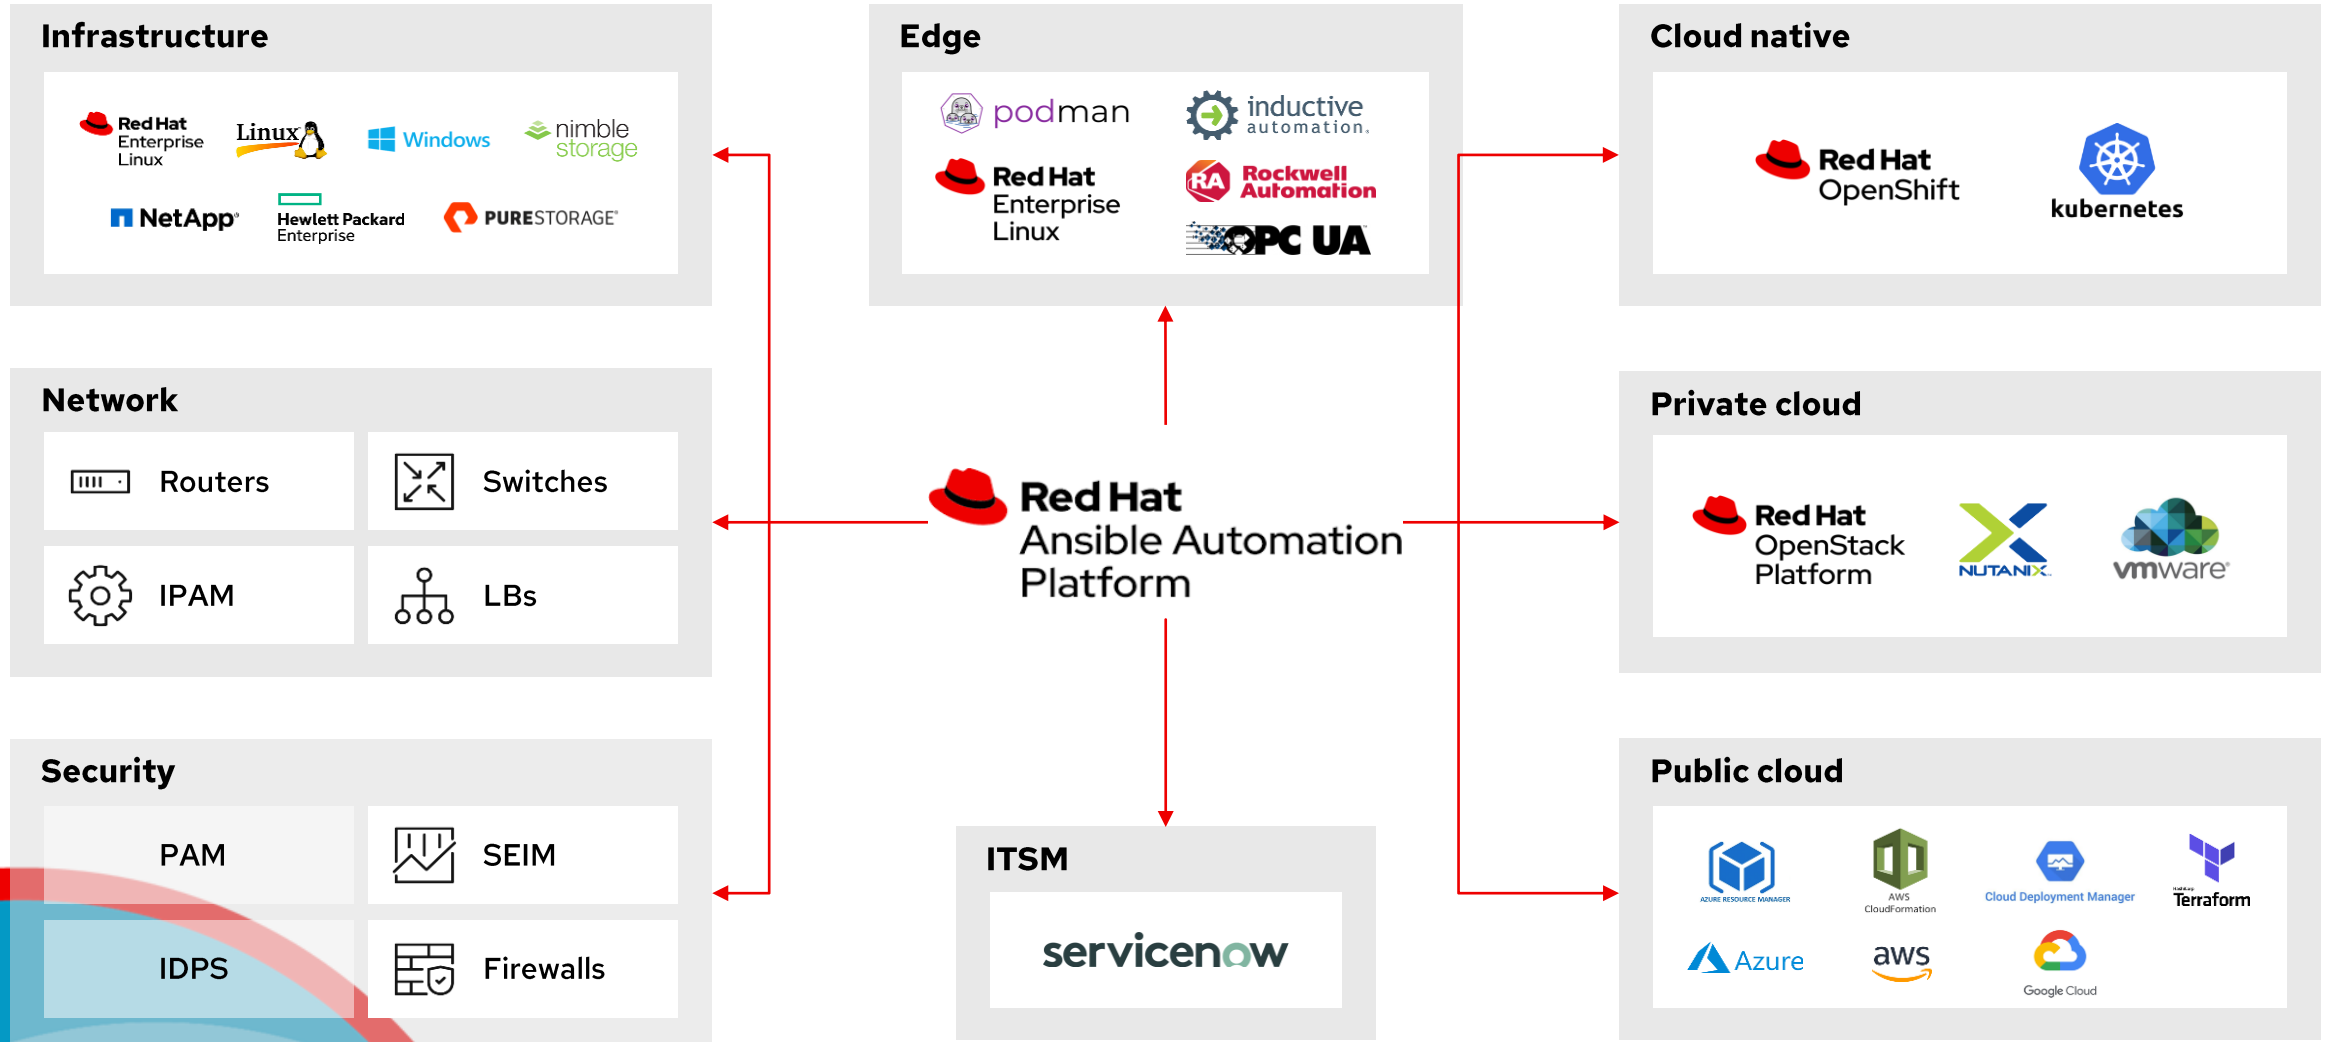 Infrastructure
Red Hat
Enterprise
Linux
Linux
Windows
nimble
storage
NetApp®
Hewlett Packard
Enterprise
PURESTORAGE®
Edge
podman
inductive
automation®
Red Hat
Enterprise
Linux
Rockwell
Automation
OPC UA
Cloud native
Red Hat
OpenShift
kubernetes
Network
Routers
Switches
IPAM
LBs
Red Hat
Ansible Automation
Platform
Private cloud
Red Hat
OpenStack
Platform
NUTANIX™
vmware®
Security
PAM
SEIM
IDPS
Firewalls
ITSM
servicenow
Public cloud
AZURE RESOURCE MANAGER
AWS
CloudFormation
Cloud Deployment Manager
HashiCorp
Terraform
Azure
aws
Google Cloud